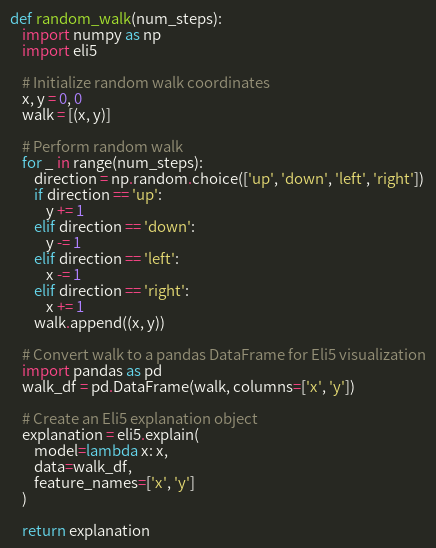 def random_walk(num_steps):
    import numpy as np
    import eli5

    # Initialize random walk coordinates
    x, y = 0, 0
    walk = [(x, y)]

    # Perform random walk
    for _ in range(num_steps):
        direction = np.random.choice(['up', 'down', 'left', 'right'])
        if direction == 'up':
            y += 1
        elif direction == 'down':
            y -= 1
        elif direction == 'left':
            x -= 1
        elif direction == 'right':
            x += 1
        walk.append((x, y))

    # Convert walk to a pandas DataFrame for Eli5 visualization
    import pandas as pd
    walk_df = pd.DataFrame(walk, columns=['x', 'y'])

    # Create an Eli5 explanation object
    explanation = eli5.explain(
        model=lambda x: x,
        data=walk_df,
        feature_names=['x', 'y']
    )

    return explanation